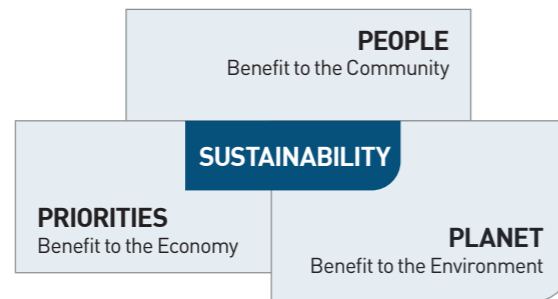 PEOPLE
Benefit to the Community
SUSTAINABILITY
PRIORITIES
Benefit to the Economy
PLANET
Benefit to the Environment